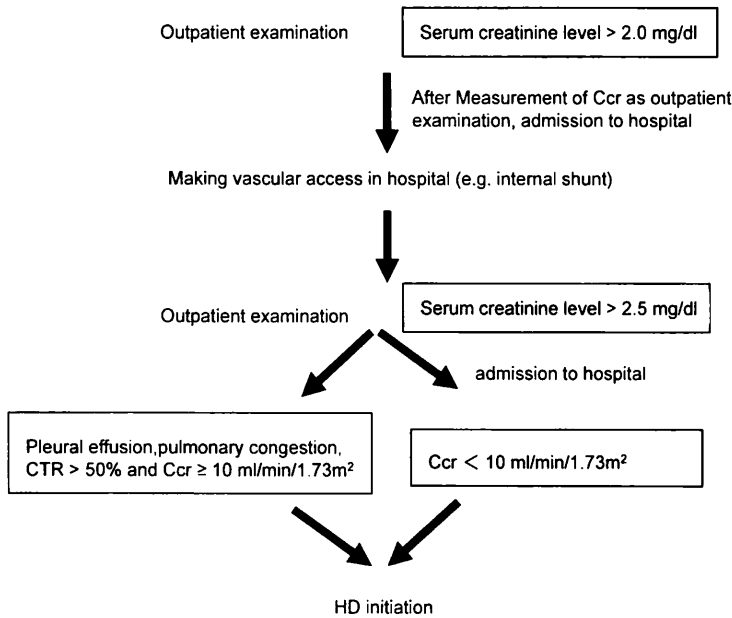 Outpatient examination
Serum creatinine level > 2.0 mg/dl
After Measurement of Ccr as outpatient
examination, admission to hospital
Making vascular access in hospital (e.g. internal shunt)
Outpatient examination
Serum creatinine level > 2.5 mg/dl
admission to hospital
Pleural effusion,pulmonary congestion,
CTR > 50% and Ccr ≥ 10 ml/min/1.73m²
Ccr < 10 ml/min/1.73m²
HD initiation